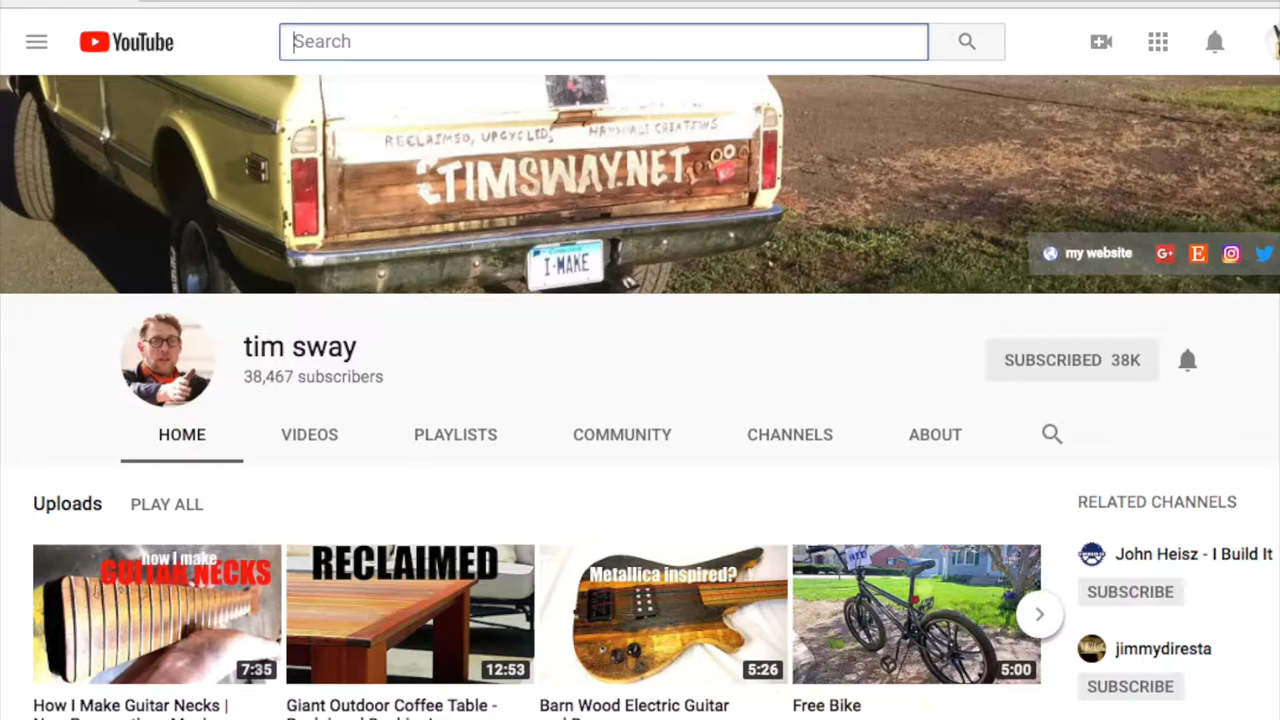 YouTube
Search
RECLAIMED, UPCYCLED, HANDMADE CREATIONS
TIMSWAY.NET
I·MAKE
my website
tim sway
38,467 subscribers
SUBSCRIBED 38K
HOME VIDEOS PLAYLISTS COMMUNITY CHANNELS ABOUT
Uploads PLAY ALL
RELATED CHANNELS
how I make
GUITAR NECKS
7:35
RECLAIMED
12:53
Metallica inspired?
5:26
5:00
John Heisz - I Build It
SUBSCRIBE
jimmydiresta
SUBSCRIBE
How I Make Guitar Necks |
Giant Outdoor Coffee Table -
Barn Wood Electric Guitar
Free Bike